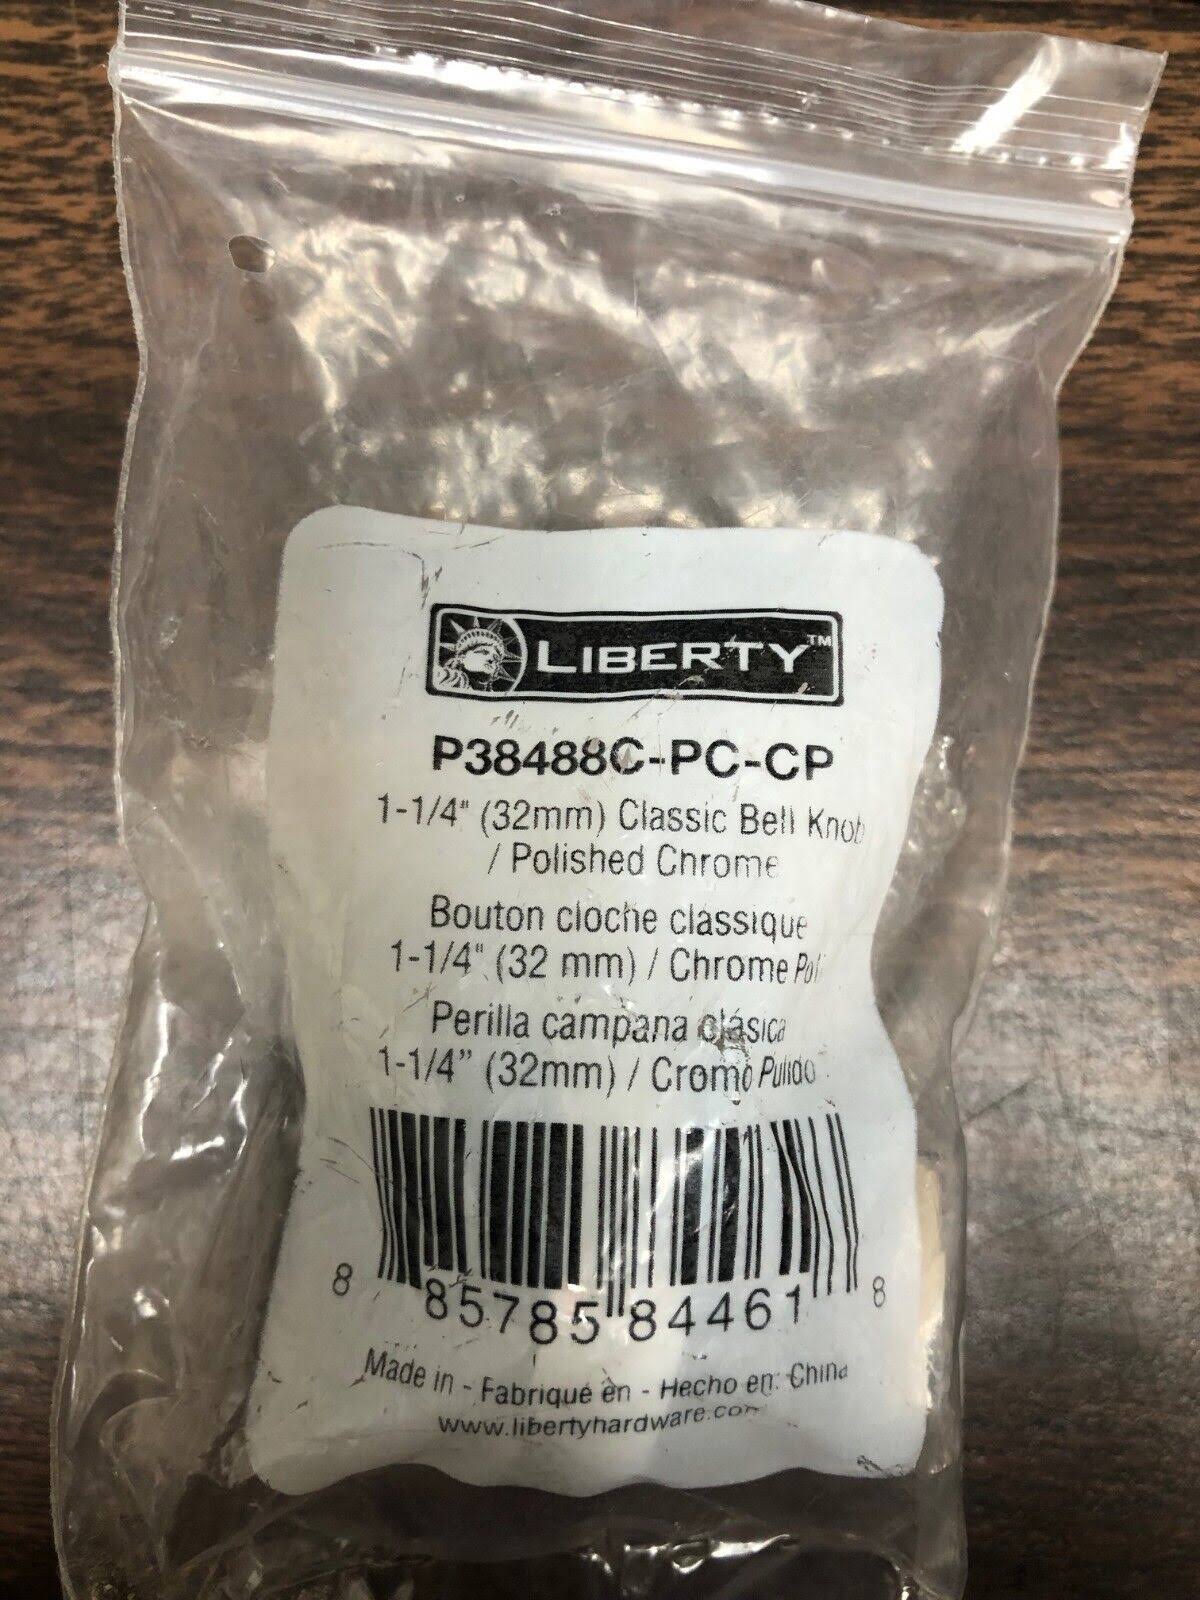 LIBERTY™
P38488C-PC-CP
1-1/4" (32mm) Classic Bell Knob
/ Polished Chrome
Bouton cloche classique
1-1/4" (32 mm) / Chrome
Perilla campana clásica
1-1/4” (32mm) / Cromo Pulido
8 85785 84461 8
Made in - Fabriqué en - Hecho en: China
www.libertyhardware.com